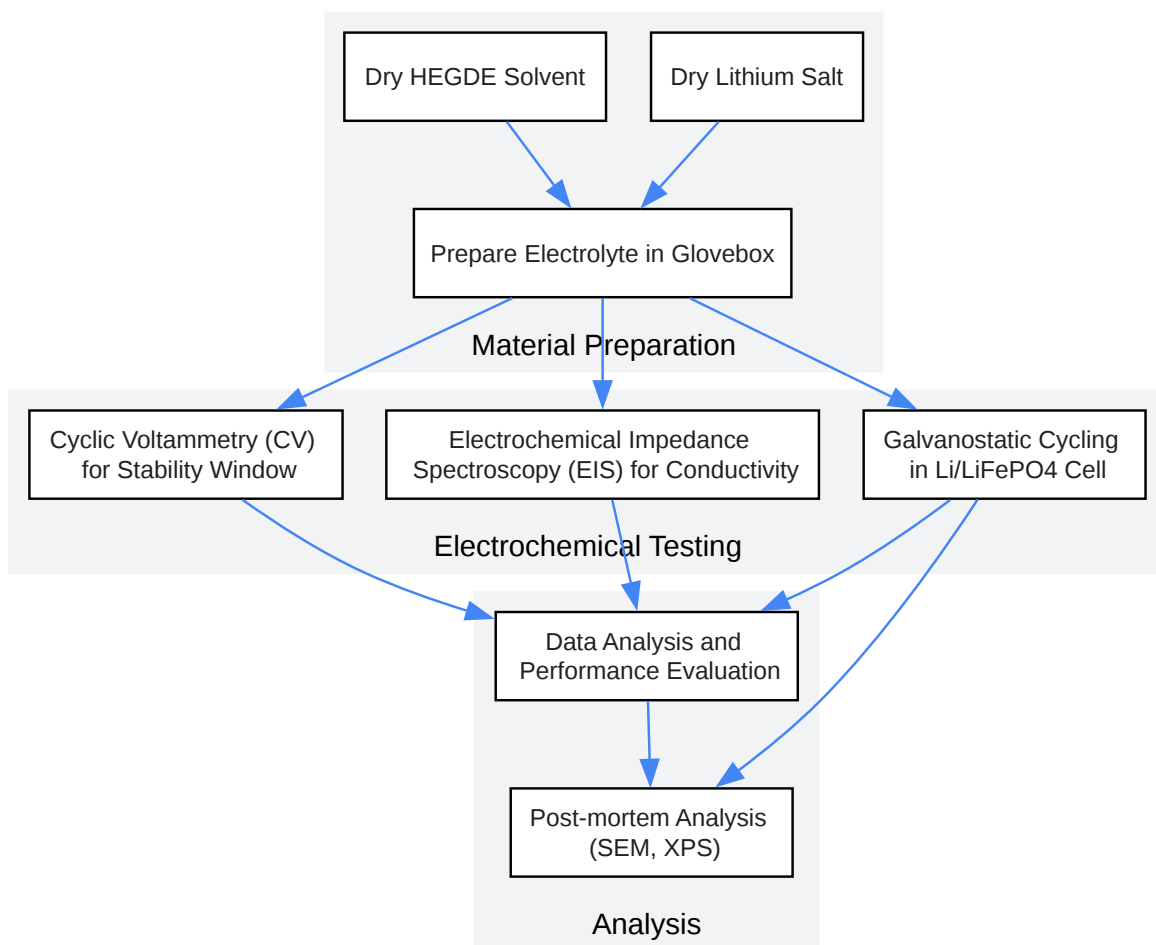 Dry HEGDE Solvent
Dry Lithium Salt
Prepare Electrolyte in Glovebox
Material Preparation
Cyclic Voltammetry (CV)
for Stability Window
Electrochemical Impedance
Spectroscopy (EIS) for Conductivity
Galvanostatic Cycling
in Li/LiFePO4 Cell
Electrochemical Testing
Data Analysis and
Performance Evaluation
Post-mortem Analysis
(SEM, XPS)
Analysis